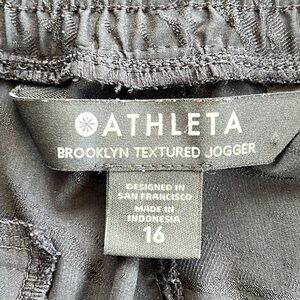 ATHLETA
BROOKLYN TEXTURED JOGGER
DESIGNED IN
SAN FRANCISCO
MADE IN
INDONESIA
16